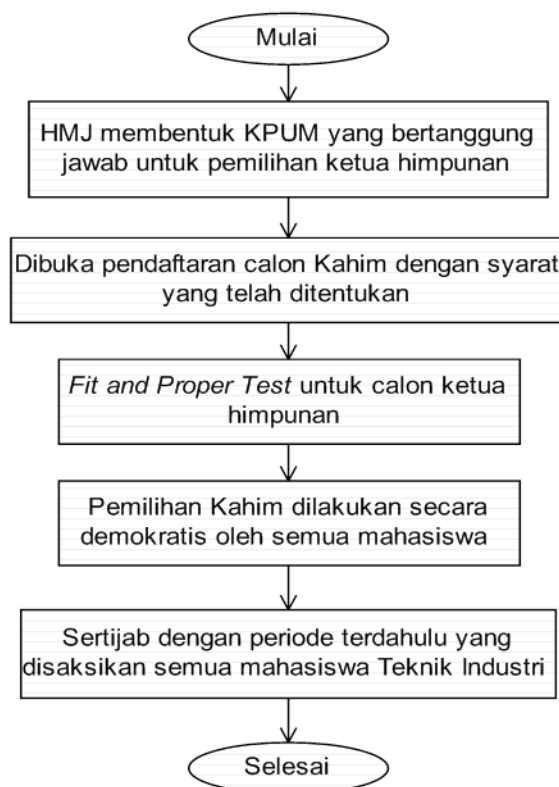 Mulai
HMJ membentuk KPUM yang bertanggung
jawab untuk pemilihan ketua himpunan
Dibuka pendaftaran calon Kahim dengan syarat
yang telah ditentukan
Fit and Proper Test untuk calon ketua
himpunan
Pemilihan Kahim dilakukan secara
demokratis oleh semua mahasiswa
Sertijab dengan periode terdahulu yang
disaksikan semua mahasiswa Teknik Industri
Selesai